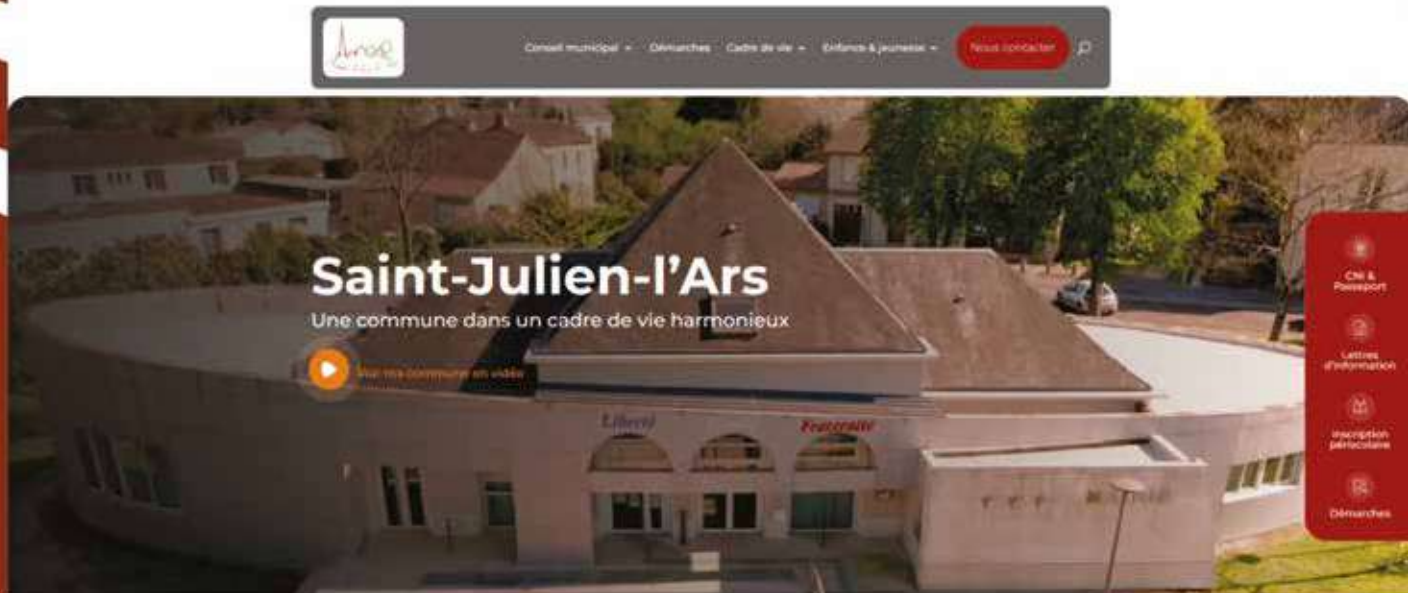 Conseil municipal
Démarches
Cadre de vie
Enfance & jeunesse
Nous contacter
Saint-Julien-l'Ars
Une commune dans un cadre de vie harmonieux
Voir ma commune en vidéo
Liberté
Fraternité
CNI &
Passeport
Lettres
d'information
Inscription
périscolaire
Démarches